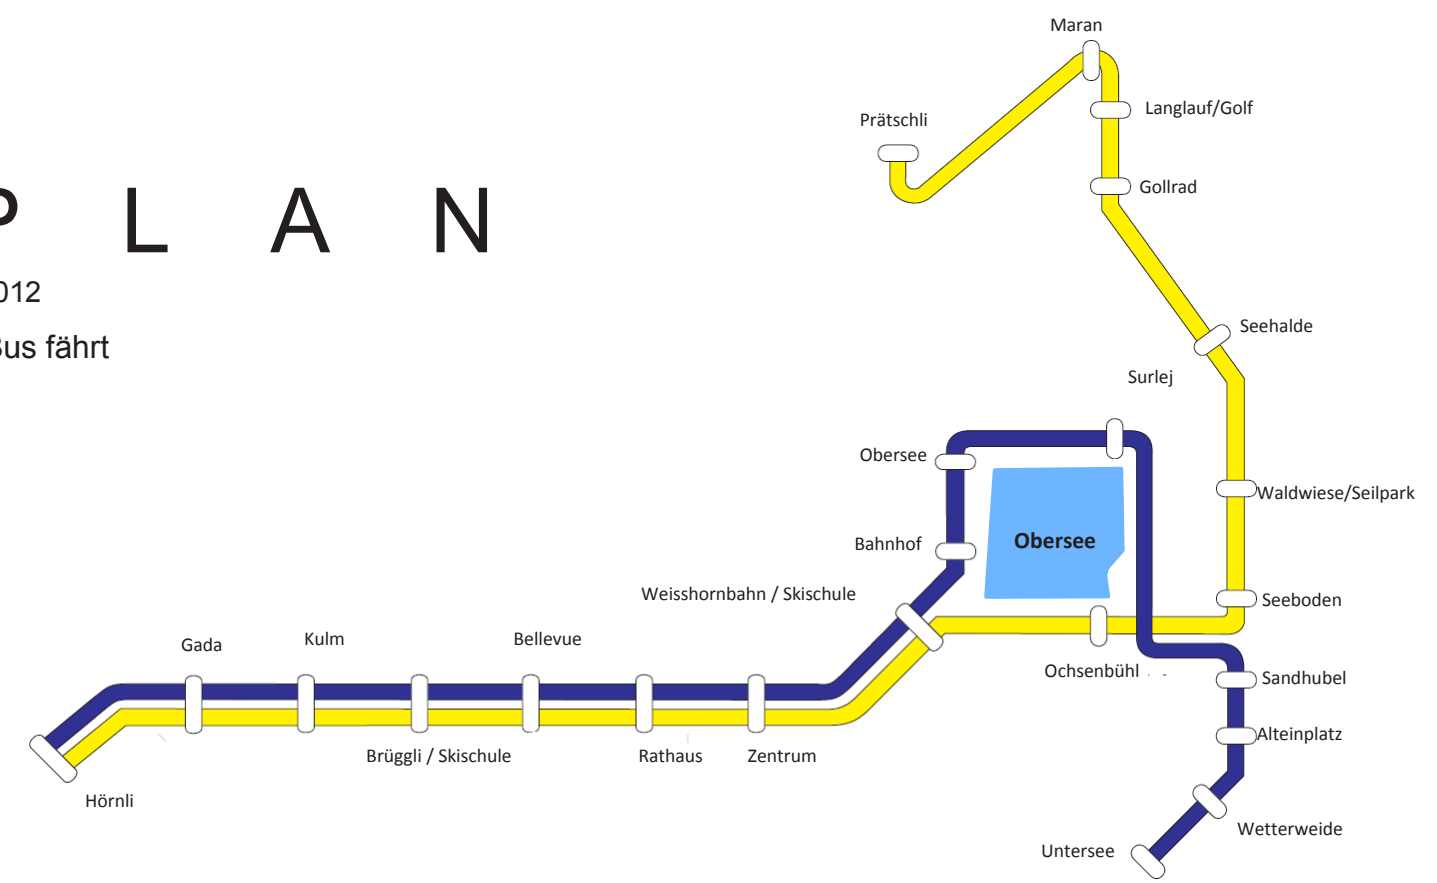 Maran
Langlauf/Golf
Prätschli
Gollrad
P L A N
012
Bus fährt
Seehalde
Surlej
Obersee
Waldwiese/Seilpark
Obersee
Bahnhof
Weisshornbahn / Skischule
Seeboden
Gada
Kulm
Bellevue
Ochsenbühl
Sandhubel
Alteinplatz
Brüggli / Skischule
Rathaus
Zentrum
Hörnli
Wetterweide
Untersee